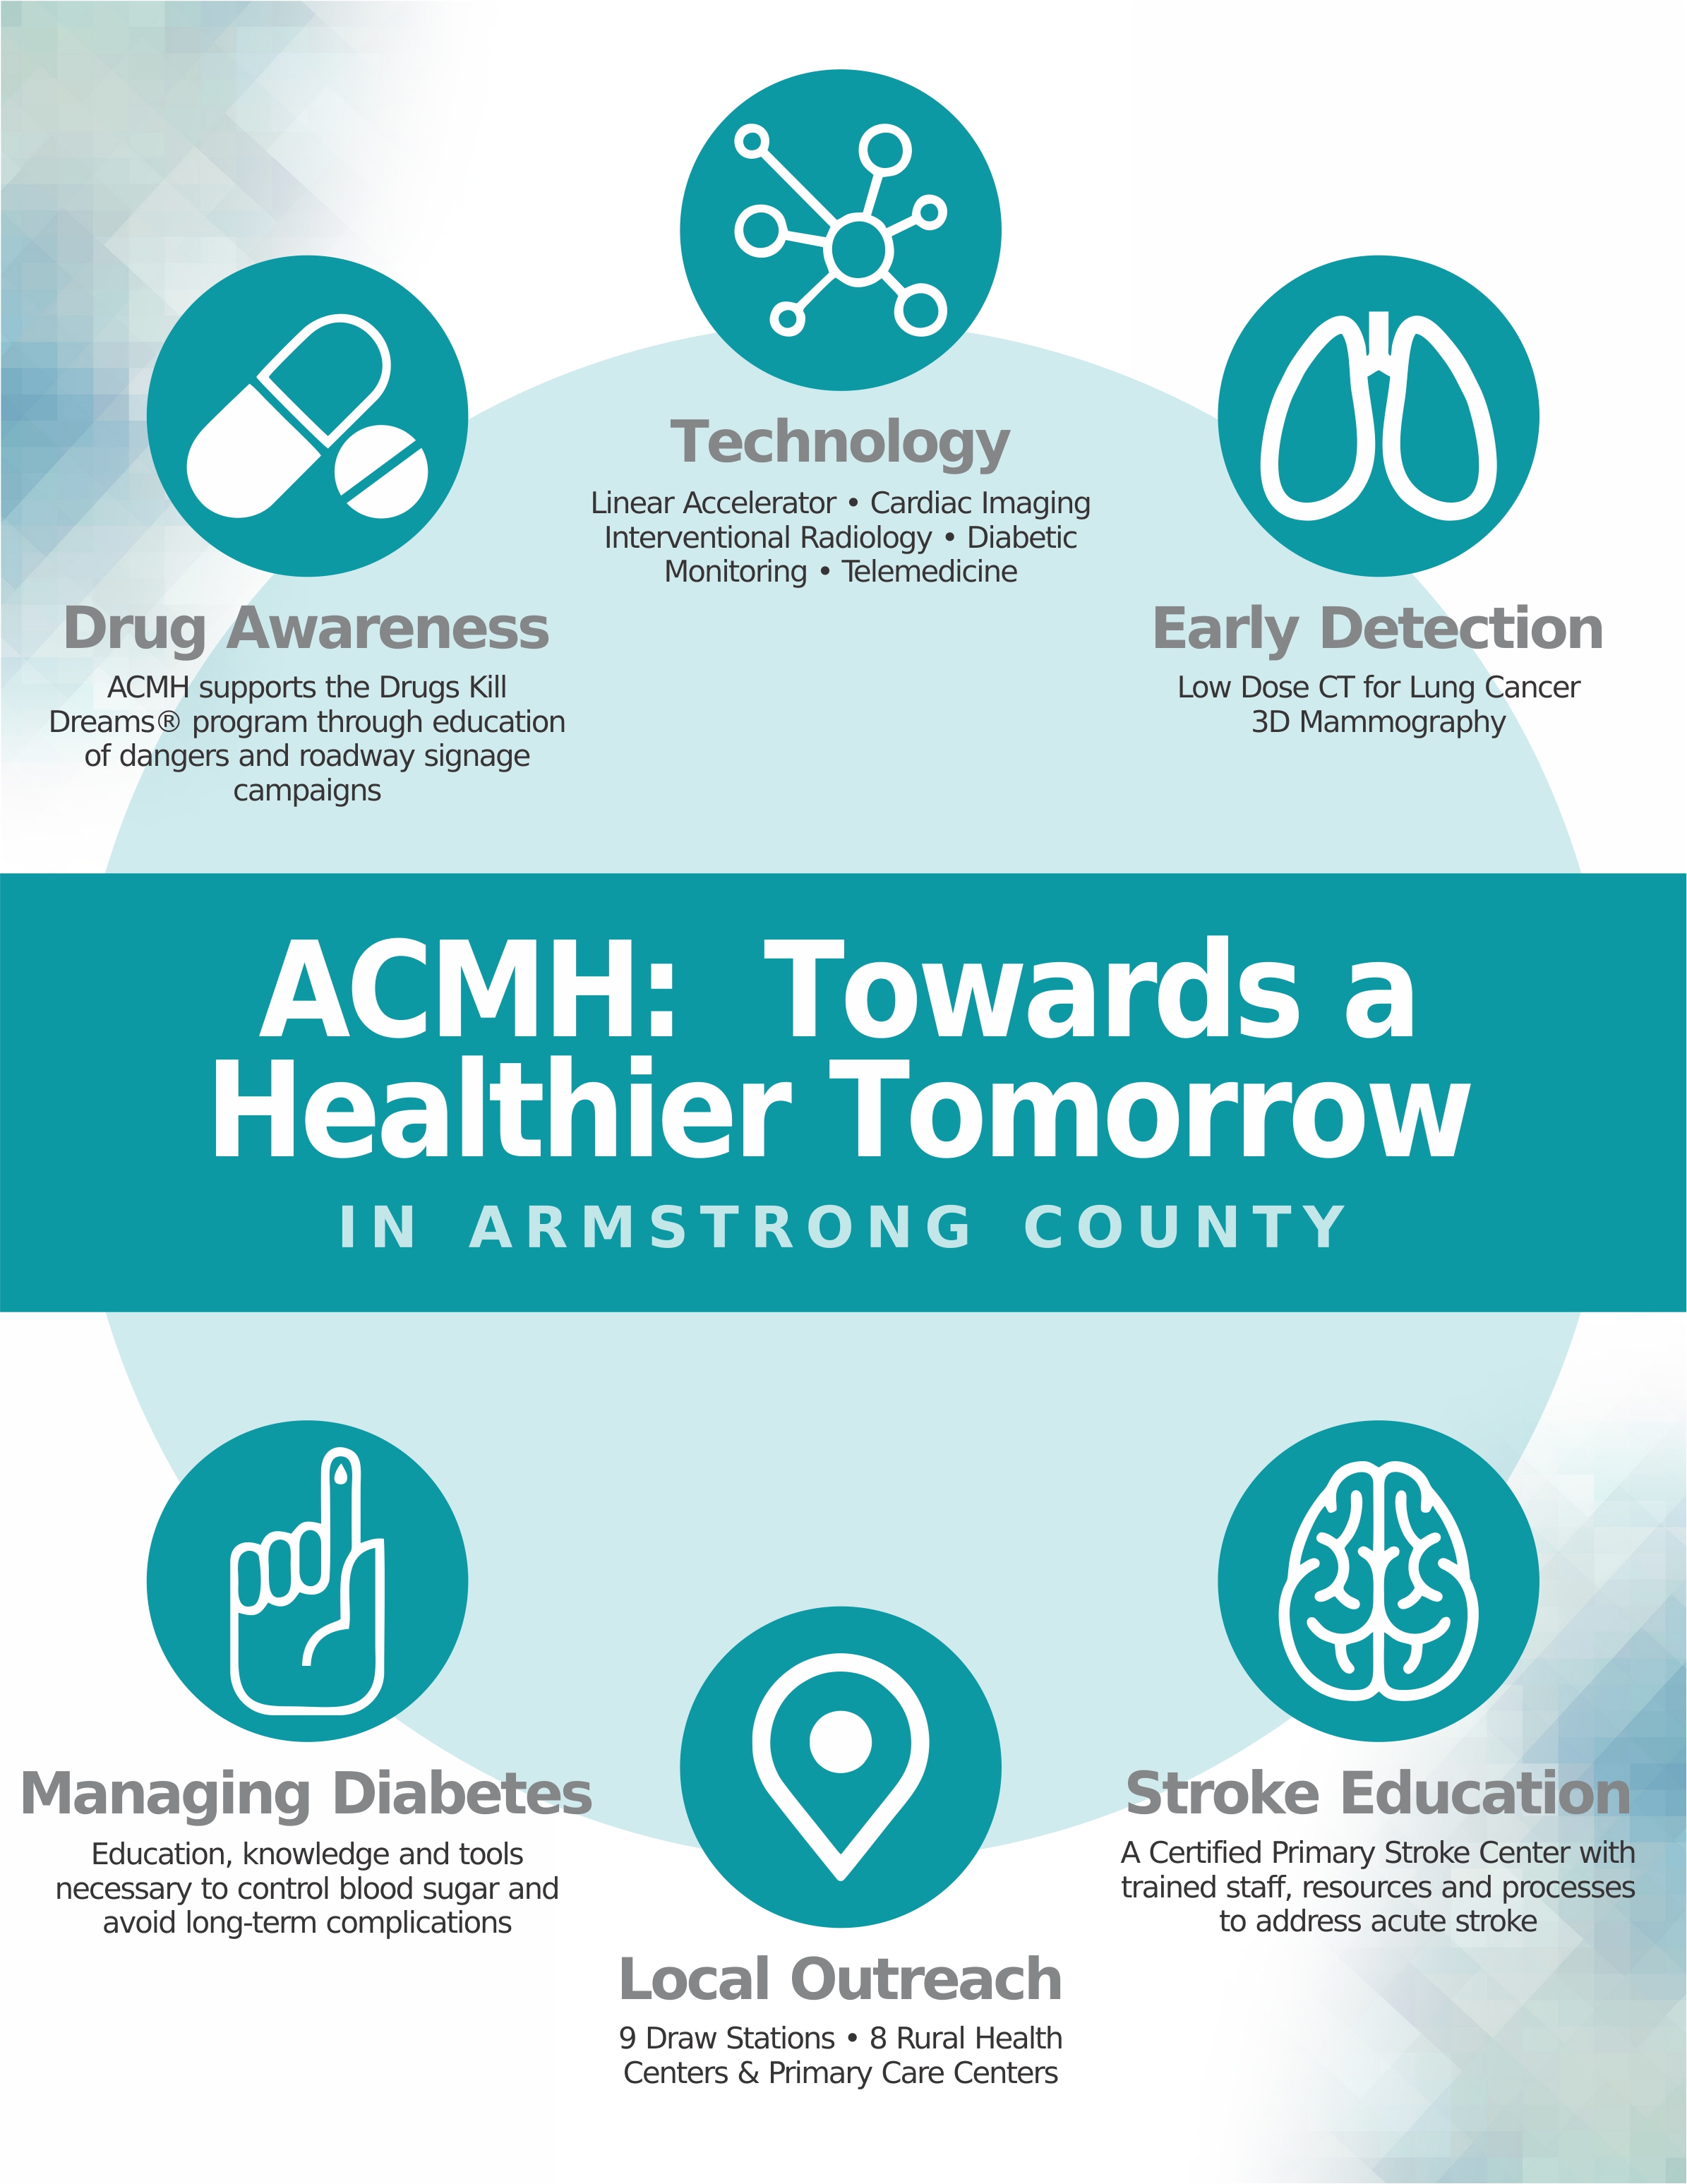 Technology
Linear Accelerator • Cardiac Imaging
Interventional Radiology • Diabetic
Monitoring • Telemedicine
Drug Awareness
ACMH supports the Drugs Kill
Dreams® program through education
of dangers and roadway signage
campaigns
Early Detection
Low Dose CT for Lung Cancer
3D Mammography
ACMH: Towards a
Healthier Tomorrow
IN ARMSTRONG COUNTY
Managing Diabetes
Education, knowledge and tools
necessary to control blood sugar and
avoid long-term complications
Stroke Education
A Certified Primary Stroke Center with
trained staff, resources and processes
to address acute stroke
Local Outreach
9 Draw Stations • 8 Rural Health
Centers & Primary Care Centers